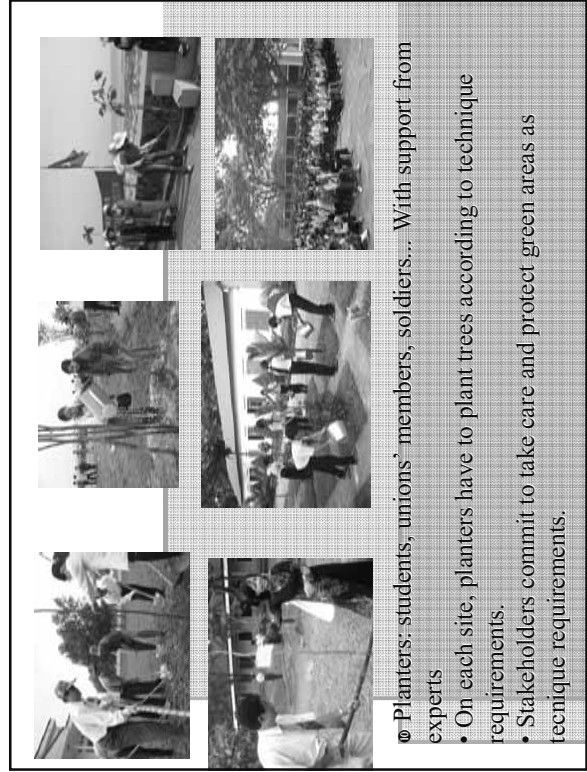 • Planters: students, unions’ members, soldiers... With support from
experts
• On each site, planters have to plant trees according to technique
requirements.
• Stakeholders commit to take care and protect green areas as
tecnique requirements.